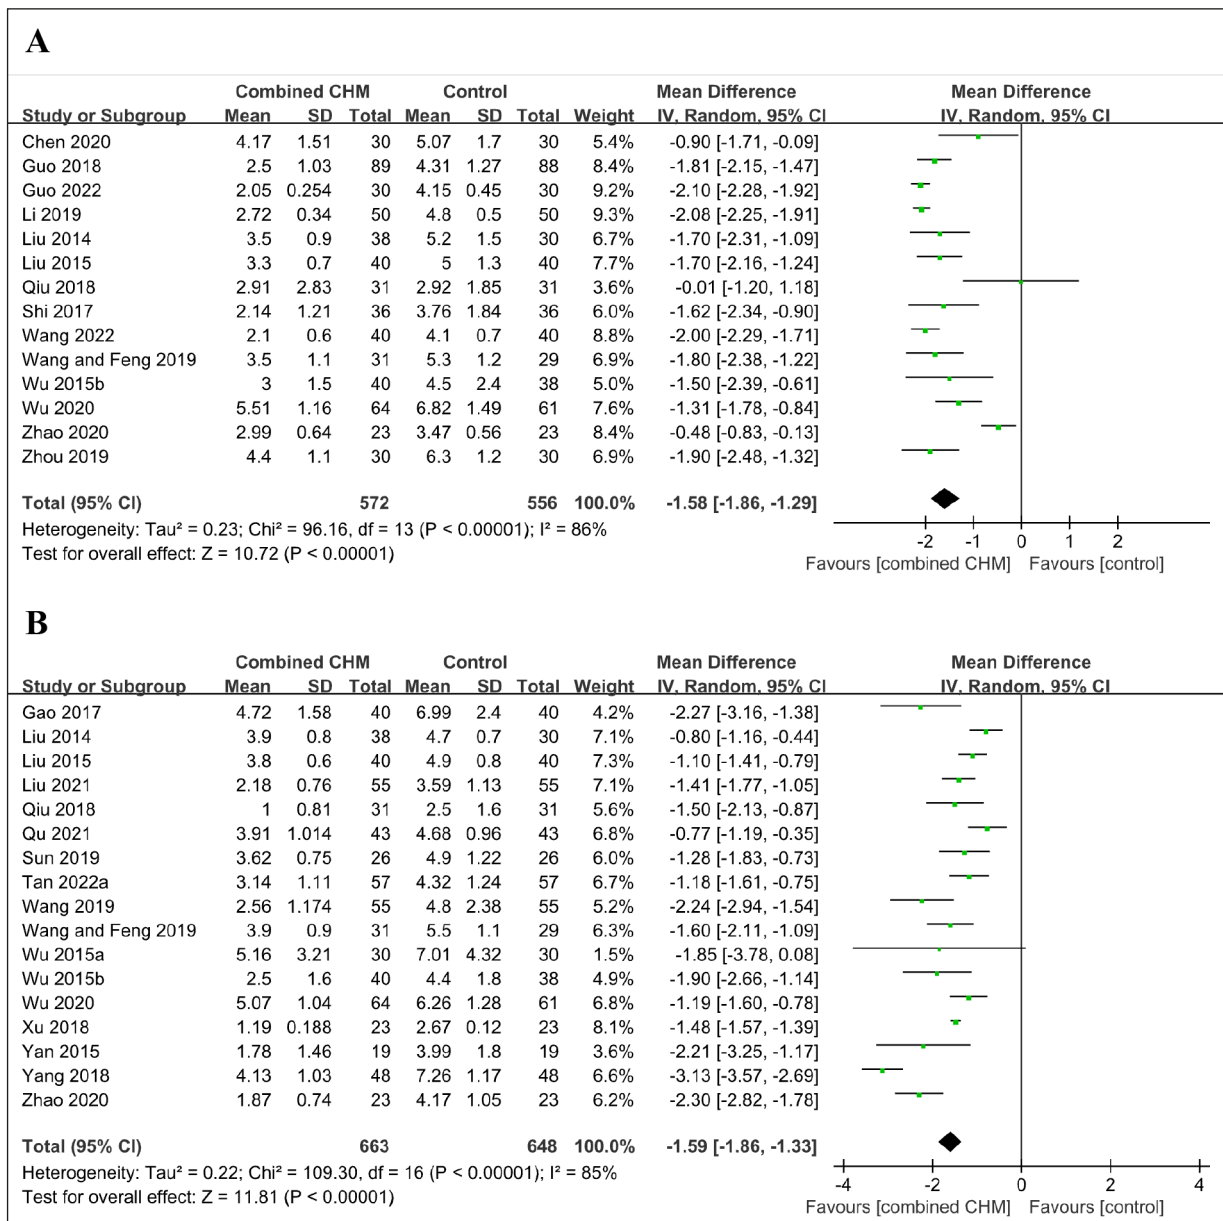 A
Combined CHM Control Mean Difference Mean Difference
Study or Subgroup Mean SD Total Mean SD Total Weight IV, Random, 95% CI IV, Random, 95% CI
Chen 2020 4.17 1.51 30 5.07 1.7 30 5.4% -0.90 [-1.71, -0.09]
Guo 2018 2.5 1.03 89 4.31 1.27 88 8.4% -1.81 [-2.15, -1.47]
Guo 2022 2.05 0.254 30 4.15 0.45 30 9.2% -2.10 [-2.28, -1.92]
Li 2019 2.72 0.34 50 4.8 0.5 50 9.3% -2.08 [-2.25, -1.91]
Liu 2014 3.5 0.9 38 5.2 1.5 30 6.7% -1.70 [-2.31, -1.09]
Liu 2015 3.3 0.7 40 5 1.3 40 7.7% -1.70 [-2.16, -1.24]
Qiu 2018 2.91 2.83 31 2.92 1.85 31 3.6% -0.01 [-1.20, 1.18]
Shi 2017 2.14 1.21 36 3.76 1.84 36 6.0% -1.62 [-2.34, -0.90]
Wang 2022 2.1 0.6 40 4.1 0.7 40 8.8% -2.00 [-2.29, -1.71]
Wang and Feng 2019 3.5 1.1 31 5.3 1.2 29 6.9% -1.80 [-2.38, -1.22]
Wu 2015b 3 1.5 40 4.5 2.4 38 5.0% -1.50 [-2.39, -0.61]
Wu 2020 5.51 1.16 64 6.82 1.49 61 7.6% -1.31 [-1.78, -0.84]
Zhao 2020 2.99 0.64 23 3.47 0.56 23 8.4% -0.48 [-0.83, -0.13]
Zhou 2019 4.4 1.1 30 6.3 1.2 30 6.9% -1.90 [-2.48, -1.32]
Total (95% CI) 572 556 100.0% -1.58 [-1.86, -1.29]
Heterogeneity: Tau² = 0.23; Chi² = 96.16, df = 13 (P < 0.00001); I² = 86%
Test for overall effect: Z = 10.72 (P < 0.00001)
-2 -1 0 1 2
Favours [combined CHM] Favours [control]
B
Combined CHM Control Mean Difference Mean Difference
Study or Subgroup Mean SD Total Mean SD Total Weight IV, Random, 95% CI IV, Random, 95% CI
Gao 2017 4.72 1.58 40 6.99 2.4 40 4.2% -2.27 [-3.16, -1.38]
Liu 2014 3.9 0.8 38 4.7 0.7 30 7.1% -0.80 [-1.16, -0.44]
Liu 2015 3.8 0.6 40 4.9 0.8 40 7.3% -1.10 [-1.41, -0.79]
Liu 2021 2.18 0.76 55 3.59 1.13 55 7.1% -1.41 [-1.77, -1.05]
Qiu 2018 1 0.81 31 2.5 1.6 31 5.6% -1.50 [-2.13, -0.87]
Qu 2021 3.91 1.014 43 4.68 0.96 43 6.8% -0.77 [-1.19, -0.35]
Sun 2019 3.62 0.75 26 4.9 1.22 26 6.0% -1.28 [-1.83, -0.73]
Tan 2022a 3.14 1.11 57 4.32 1.24 57 6.7% -1.18 [-1.61, -0.75]
Wang 2019 2.56 1.174 55 4.8 2.38 55 5.2% -2.24 [-2.94, -1.54]
Wang and Feng 2019 3.9 0.9 31 5.5 1.1 29 6.3% -1.60 [-2.11, -1.09]
Wu 2015a 5.16 3.21 30 7.01 4.32 30 1.5% -1.85 [-3.78, 0.08]
Wu 2015b 2.5 1.6 40 4.4 1.8 38 4.9% -1.90 [-2.66, -1.14]
Wu 2020 5.07 1.04 64 6.26 1.28 61 6.8% -1.19 [-1.60, -0.78]
Xu 2018 1.19 0.188 23 2.67 0.12 23 8.1% -1.48 [-1.57, -1.39]
Yan 2015 1.78 1.46 19 3.99 1.8 19 3.6% -2.21 [-3.25, -1.17]
Yang 2018 4.13 1.03 48 7.26 1.17 48 6.6% -3.13 [-3.57, -2.69]
Zhao 2020 1.87 0.74 23 4.17 1.05 23 6.2% -2.30 [-2.82, -1.78]
Total (95% CI) 663 648 100.0% -1.59 [-1.86, -1.33]
Heterogeneity: Tau² = 0.22; Chi² = 109.30, df = 16 (P < 0.00001); I² = 85%
Test for overall effect: Z = 11.81 (P < 0.00001)
-4 -2 0 2 4
Favours [combined CHM] Favours [control]